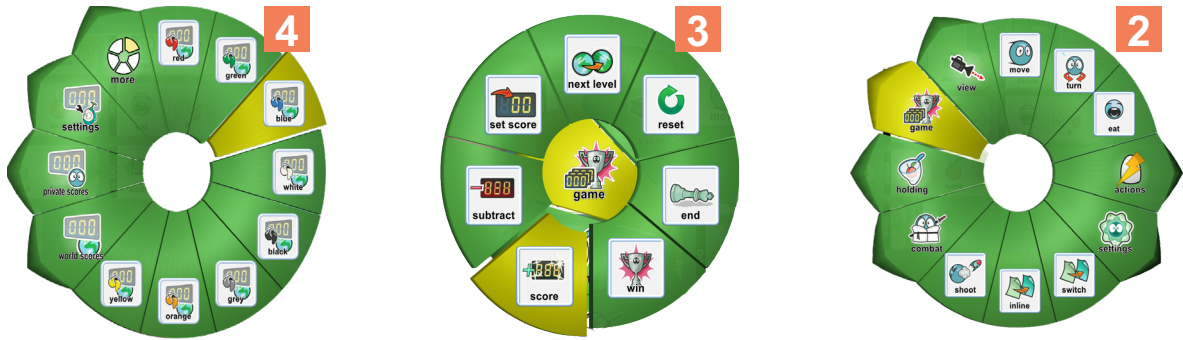 4
more
red
green
blue
white
black
grey
orange
yellow
world scores
private scores
settings
3
next level
reset
end
win
score
subtract
set score
game
2
view
move
turn
eat
actions
settings
switch
inline
shoot
combat
holding
game